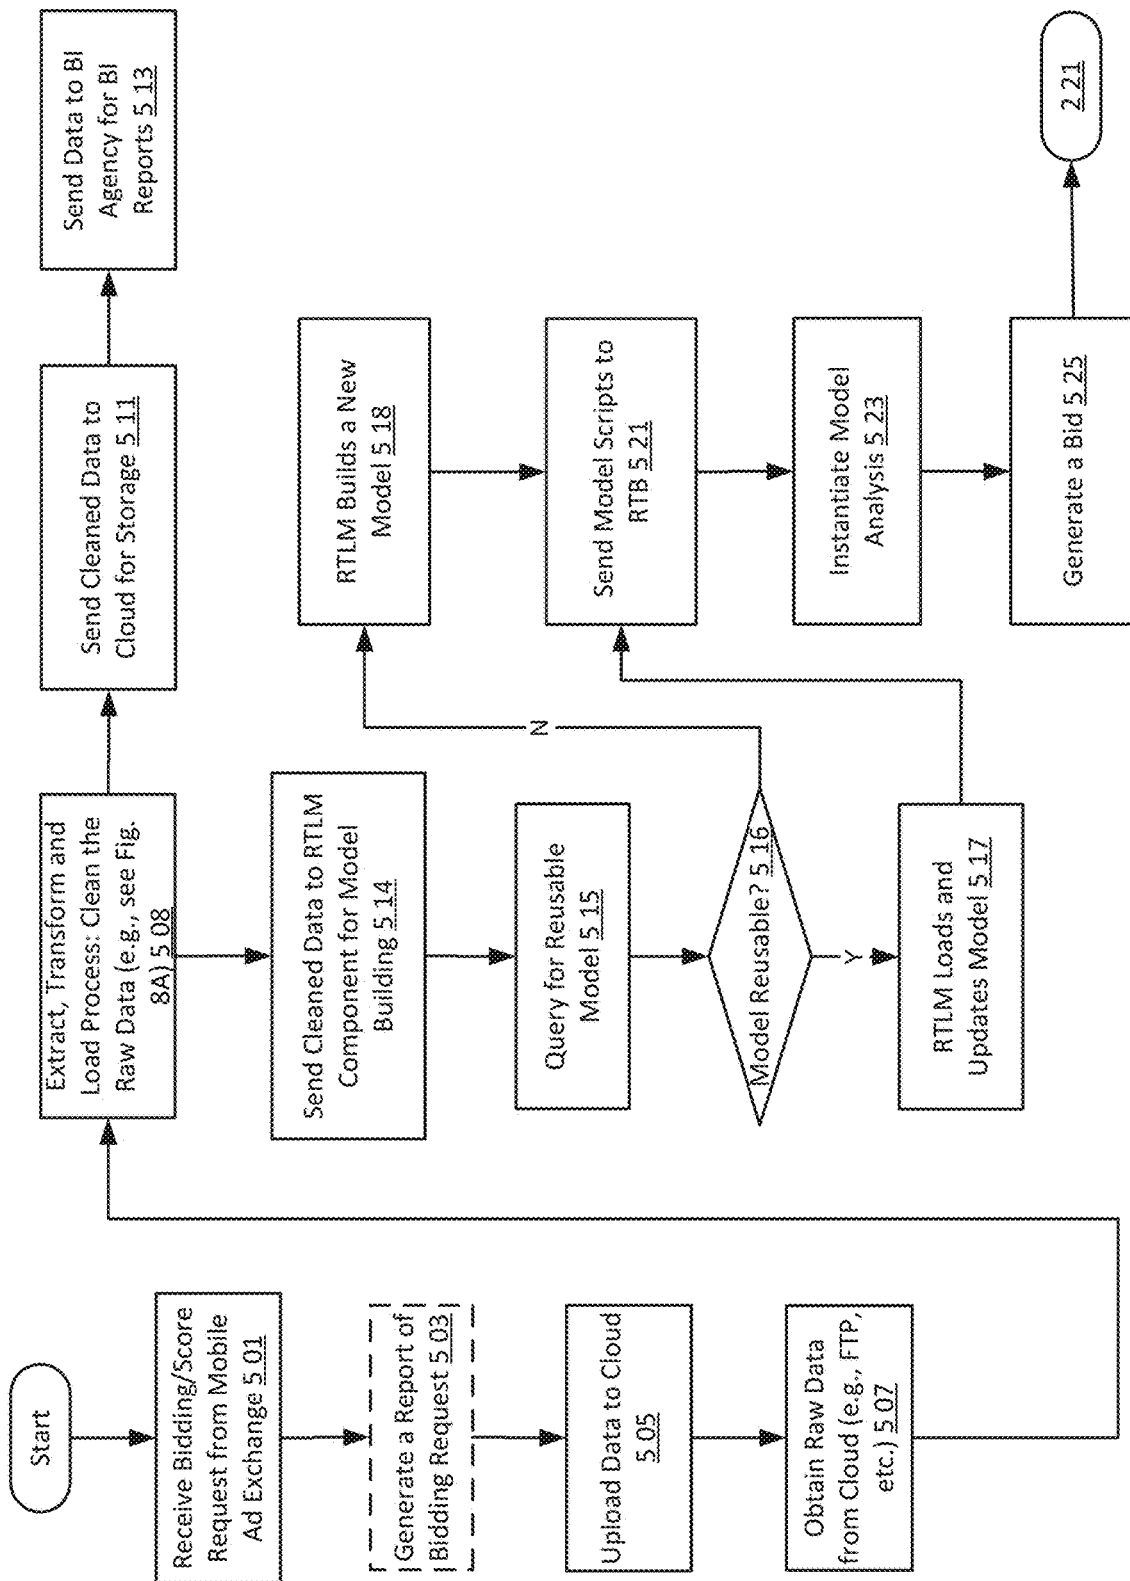 Start
Receive Bidding/Score
Request from Mobile
Ad Exchange 5 01
Generate a Report of
Bidding Request 5 03
Upload Data to Cloud
5 05
Obtain Raw Data
from Cloud (e.g., FTP,
etc.) 5 07
Extract, Transform and
Load Process: Clean the
Raw Data (e.g., see Fig.
8A) 5 08
Send Cleaned Data to
Cloud for Storage 5 11
Send Data to BI
Agency for BI
Reports 5 13
Send Cleaned Data to RTLM
Component for Model
Building 5 14
Query for Reusable
Model 5 15
Model Reusable? 5 16
N
Y
RTLM Loads and
Updates Model 5 17
RTLM Builds a New
Model 5 18
Send Model Scripts to
RTB 5 21
Instantiate Model
Analysis 5 23
Generate a Bid 5 25
2 21